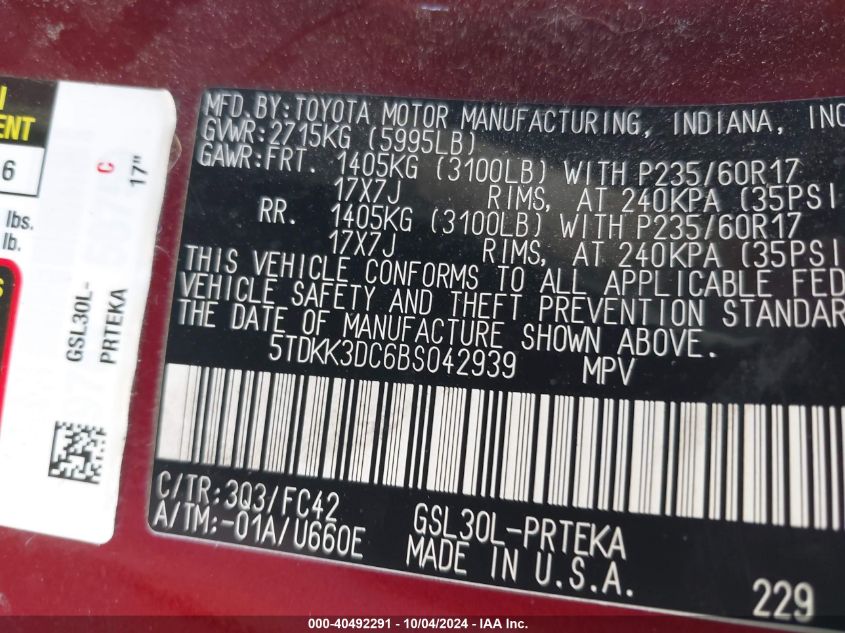 MFD. BY: TOYOTA MOTOR MANUFACTURING, INDIANA, INC
GVWR: 2715KG (5995LB)
GAWR: FRT. 1405KG (3100LB) WITH P235/60R17
17X7J RIMS, AT 240KPA (35PSI
RR. 1405KG (3100LB) WITH P235/60R17
17X7J RIMS, AT 240KPA (35PSI
THIS VEHICLE CONFORMS TO ALL APPLICABLE FED
VEHICLE SAFETY AND THEFT PREVENTION STANDAR
THE DATE OF MANUFACTURE SHOWN ABOVE.
5TDKK3DC6BS042939 MPV
C/TR: 3Q3/FC42
A/TM: -01A/U660E
GSL30L-PRTEKA
MADE IN U.S.A.
229
ENT
6
lbs.
lb.
C
17"
GSL30L-
PRTEKA
000-40492291 - 10/04/2024 - IAA Inc.